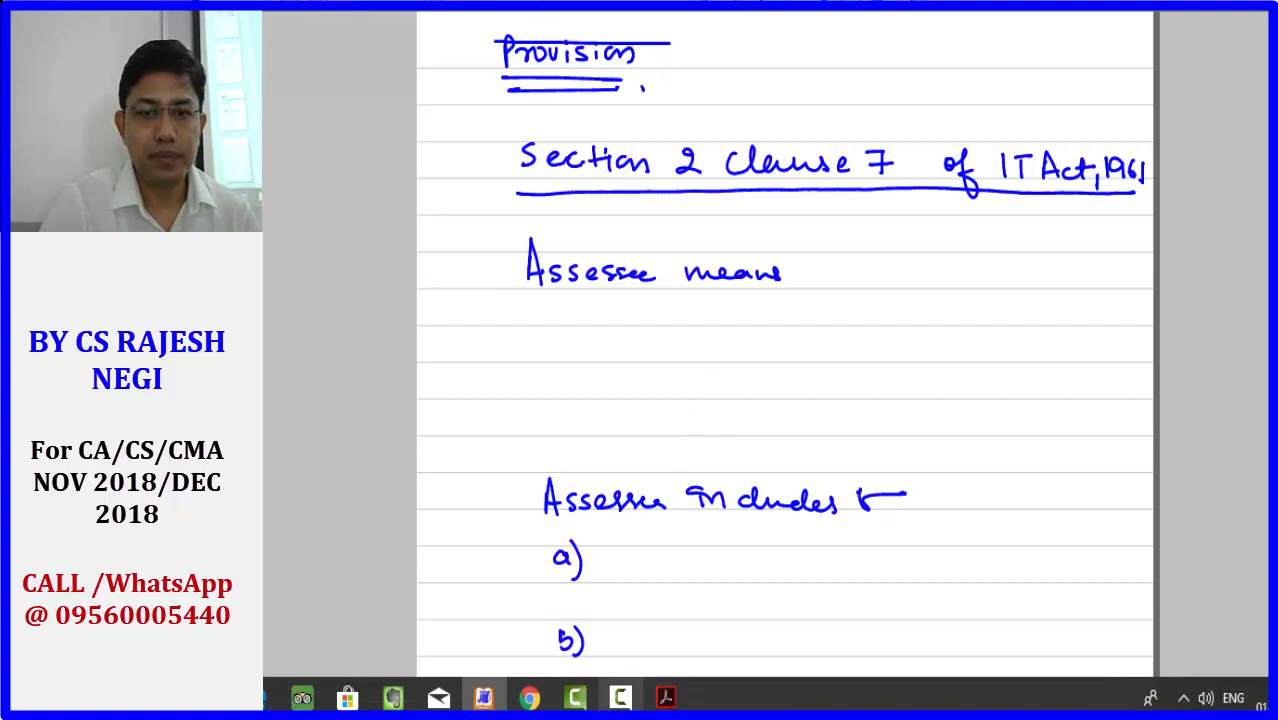 Provision
Section 2 Clause 7 of IT Act, 1961
Assessee means
Assessee Includes
a)
b)
BY CS RAJESH
NEGI
For CA/CS/CMA
NOV 2018/DEC
2018
CALL /WhatsApp
@ 09560005440
ENG